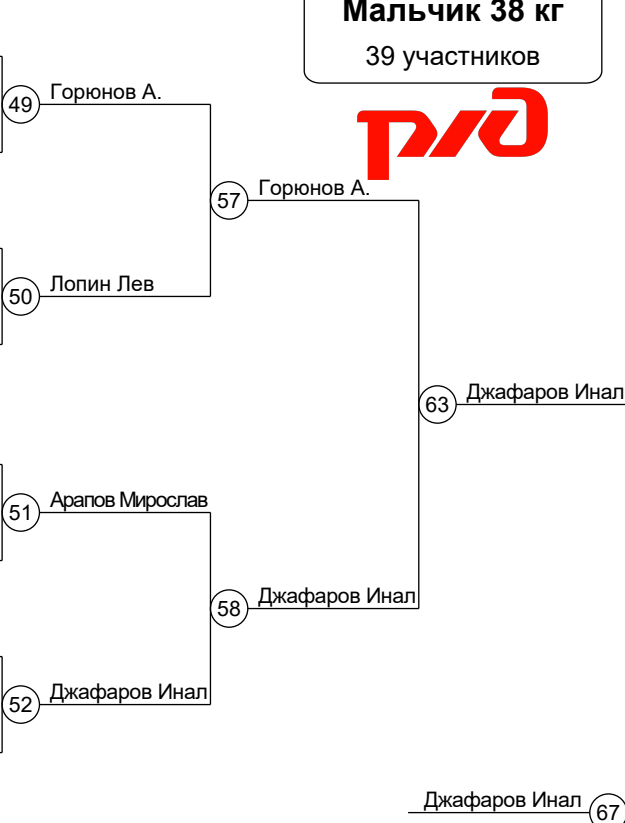 Мальчик 38 кг
39 участников
ржд
49 Горюнов А.
57 Горюнов А.
50 Лопин Лев
63 Джафаров Инал
51 Арапов Мирослав
58 Джафаров Инал
52 Джафаров Инал
Джафаров Инал 67